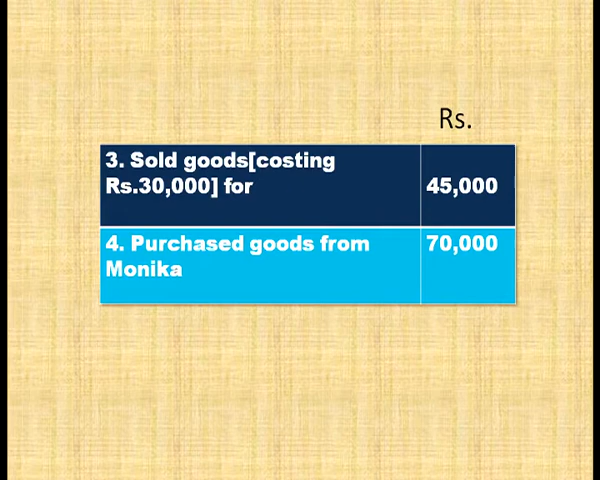 Rs.
3. Sold goods[costing
Rs.30,000] for
45,000
4. Purchased goods from
Monika
70,000